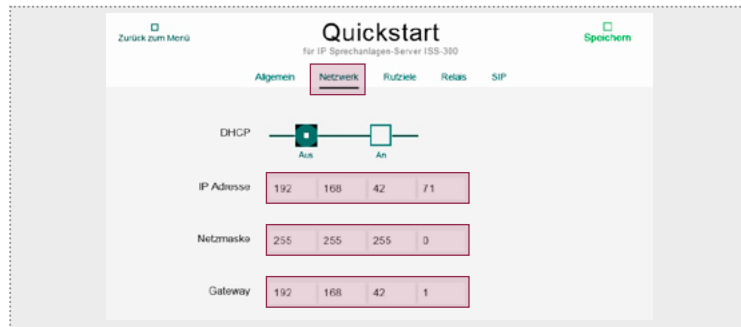 Zurück zum Menü
Quickstart
Speichern
für IP Sprechanlagen-Server ISS-300
Allgemein Netzwerk Rufziele Relais SIP
DHCP
Aus An
IP Adresse 192 168 42 71
Netzmaske 255 255 255 0
Gateway 192 168 42 1